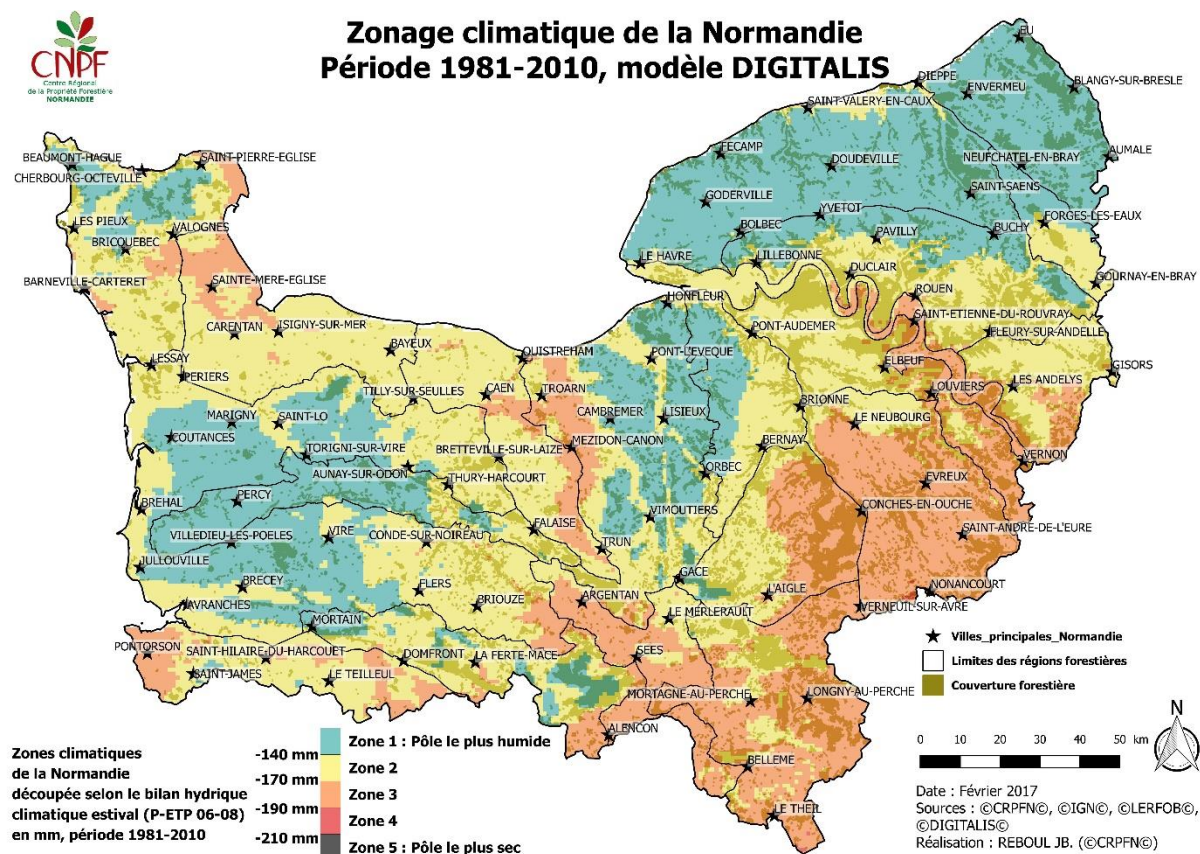 Zonage climatique de la Normandie
Période 1981-2010, modèle DIGITALIS
CNPF
Centre Régional
de la Propriété Forestière
NORMANDIE
EU
DIEPPE
BLANGY-SUR-BRESLE
ENVERMEU
SAINT-VALERY-EN-CAUX
FECAMP
DOUDEVILLE
NEUFCHATEL-EN-BRAY
AUMALE
BEAUMONT-HAGUE
SAINT-PIERRE-EGLISE
CHERBOURG-OCTEVILLE
GODERVILLE
SAINT-SAENS
YVETOT
FORGES-LES-EAUX
LES PIEUX
VALOGNES
BRICQUEBEC
BOLBEC
PAVILLY
BUCHY
LE HAVRE
LILLEBONNE
DUCLAIR
GOURNAY-EN-BRAY
BARNEVILLE-CARTERET
SAINTE-MERE-EGLISE
HONFLEUR
ROUEN
SAINT-ETIENNE-DU-ROUVRAY
CARENTAN
ISIGNY-SUR-MER
PONT-AUDEMER
FLEURY-SUR-ANDELLE
BAYEUX
LESSAY
OUISTREHAM
PONT-L'EVEQUE
ELBEUF
GISORS
PERIERS
TILLY-SUR-SEULLES
CAEN
TROARN
LOUVIERS
LES ANDELYS
MARIGNY
SAINT-LO
CAMBREMER
LISIEUX
BRIONNE
LE NEUBOURG
COUTANCES
TORIGNI-SUR-VIRE
BRETTEVILLE-SUR-LAIZE
MEZIDON-CANON
BERNAY
VERNON
AUNAY-SUR-ODON
THURY-HARCOURT
ORBEC
EVREUX
BREHAL
PERCY
VIMOUTIERS
CONCHES-EN-OUCHE
VILLEDIEU-LES-POELES
VIRE
CONDE-SUR-NOIREAU
FALAISE
TRUN
SAINT-ANDRE-DE-L'EURE
JULLOUVILLE
BRECEY
FLERS
GACE
L'AIGLE
NONANCOURT
AVRANCHES
BRIOUZE
ARGENTAN
LE MERLERAULT
VERNEUIL-SUR-AVRE
MORTAIN
PONTORSON
SAINT-HILAIRE-DU-HARCOUET
DOMFRONT
LA FERTE-MACE
SEES
SAINT-JAMES
LE TEILLEUL
MORTAGNE-AU-PERCHE
LONGNY-AU-PERCHE
ALENCON
BELLEME
LE THEIL
Villes_principales_Normandie
Limites des régions forestières
Couverture forestière
N
0 10 20 30 40 50 km
Zones climatiques
de la Normandie
découpée selon le bilan hydrique
climatique estival (P-ETP 06-08)
en mm, période 1981-2010
Zone 1 : Pôle le plus humide
-140 mm
Zone 2
-170 mm
Zone 3
-190 mm
Zone 4
-210 mm
Zone 5 : Pôle le plus sec
Date : Février 2017
Sources : ©CRPFN©, ©IGN©, ©LERFOB©,
©DIGITALIS©
Réalisation : REBOUL JB. (©CRPFN©)